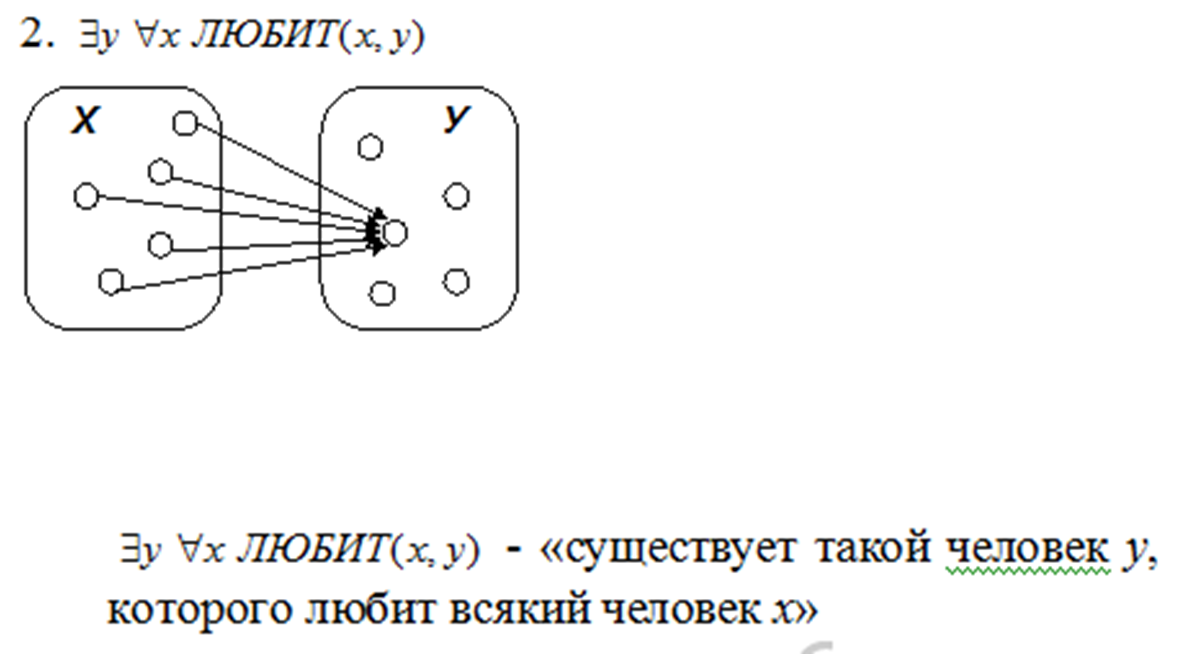 2. ∃y ∀x ЛЮБИТ(x, y)
X У
∃y ∀x ЛЮБИТ(x, y) - «существует такой человек y,
которого любит всякий человек x»